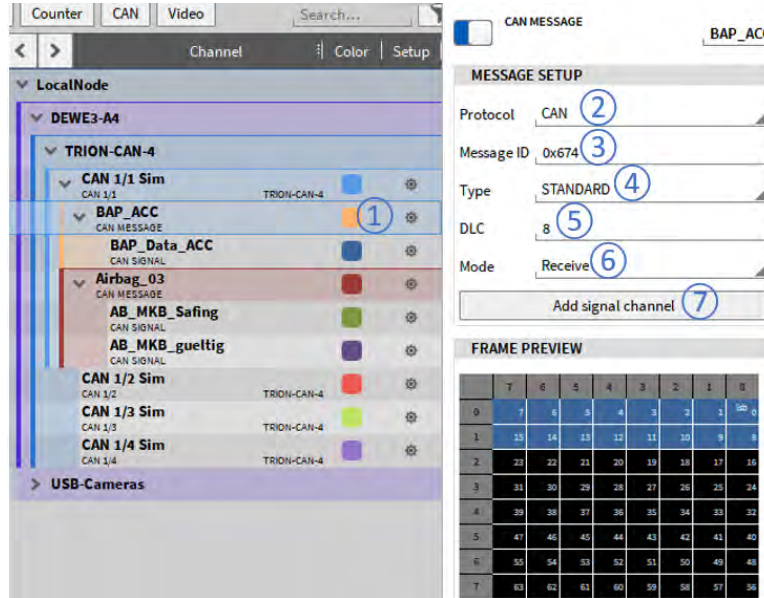 Counter CAN Video Search...
Channel Color Setup
LocalNode
DEWE3-A4
TRION-CAN-4
CAN 1/1 Sim
CAN 1/1 TRION-CAN-4
BAP_ACC
CAN MESSAGE
1
BAP_Data_ACC
CAN SIGNAL
Airbag_03
CAN MESSAGE
AB_MKB_Safing
CAN SIGNAL
AB_MKB_gueltig
CAN SIGNAL
CAN 1/2 Sim
CAN 1/2 TRION-CAN-4
CAN 1/3 Sim
CAN 1/3 TRION-CAN-4
CAN 1/4 Sim
CAN 1/4 TRION-CAN-4
USB-Cameras
CAN MESSAGE
BAP_ACC
MESSAGE SETUP
Protocol CAN 2
Message ID 0x674 3
Type STANDARD 4
DLC 8 5
Mode Receive 6
Add signal channel 7
FRAME PREVIEW
7 6 5 4 3 2 1 0
0 7 6 5 4 3 2 1 0
1 15 14 13 12 11 10 9 8
2 23 22 21 20 19 18 17 16
3 31 30 29 28 27 26 25 24
4 39 38 37 36 35 34 33 32
5 47 46 45 44 43 42 41 40
6 55 54 53 52 51 50 49 48
7 63 62 61 60 59 58 57 56